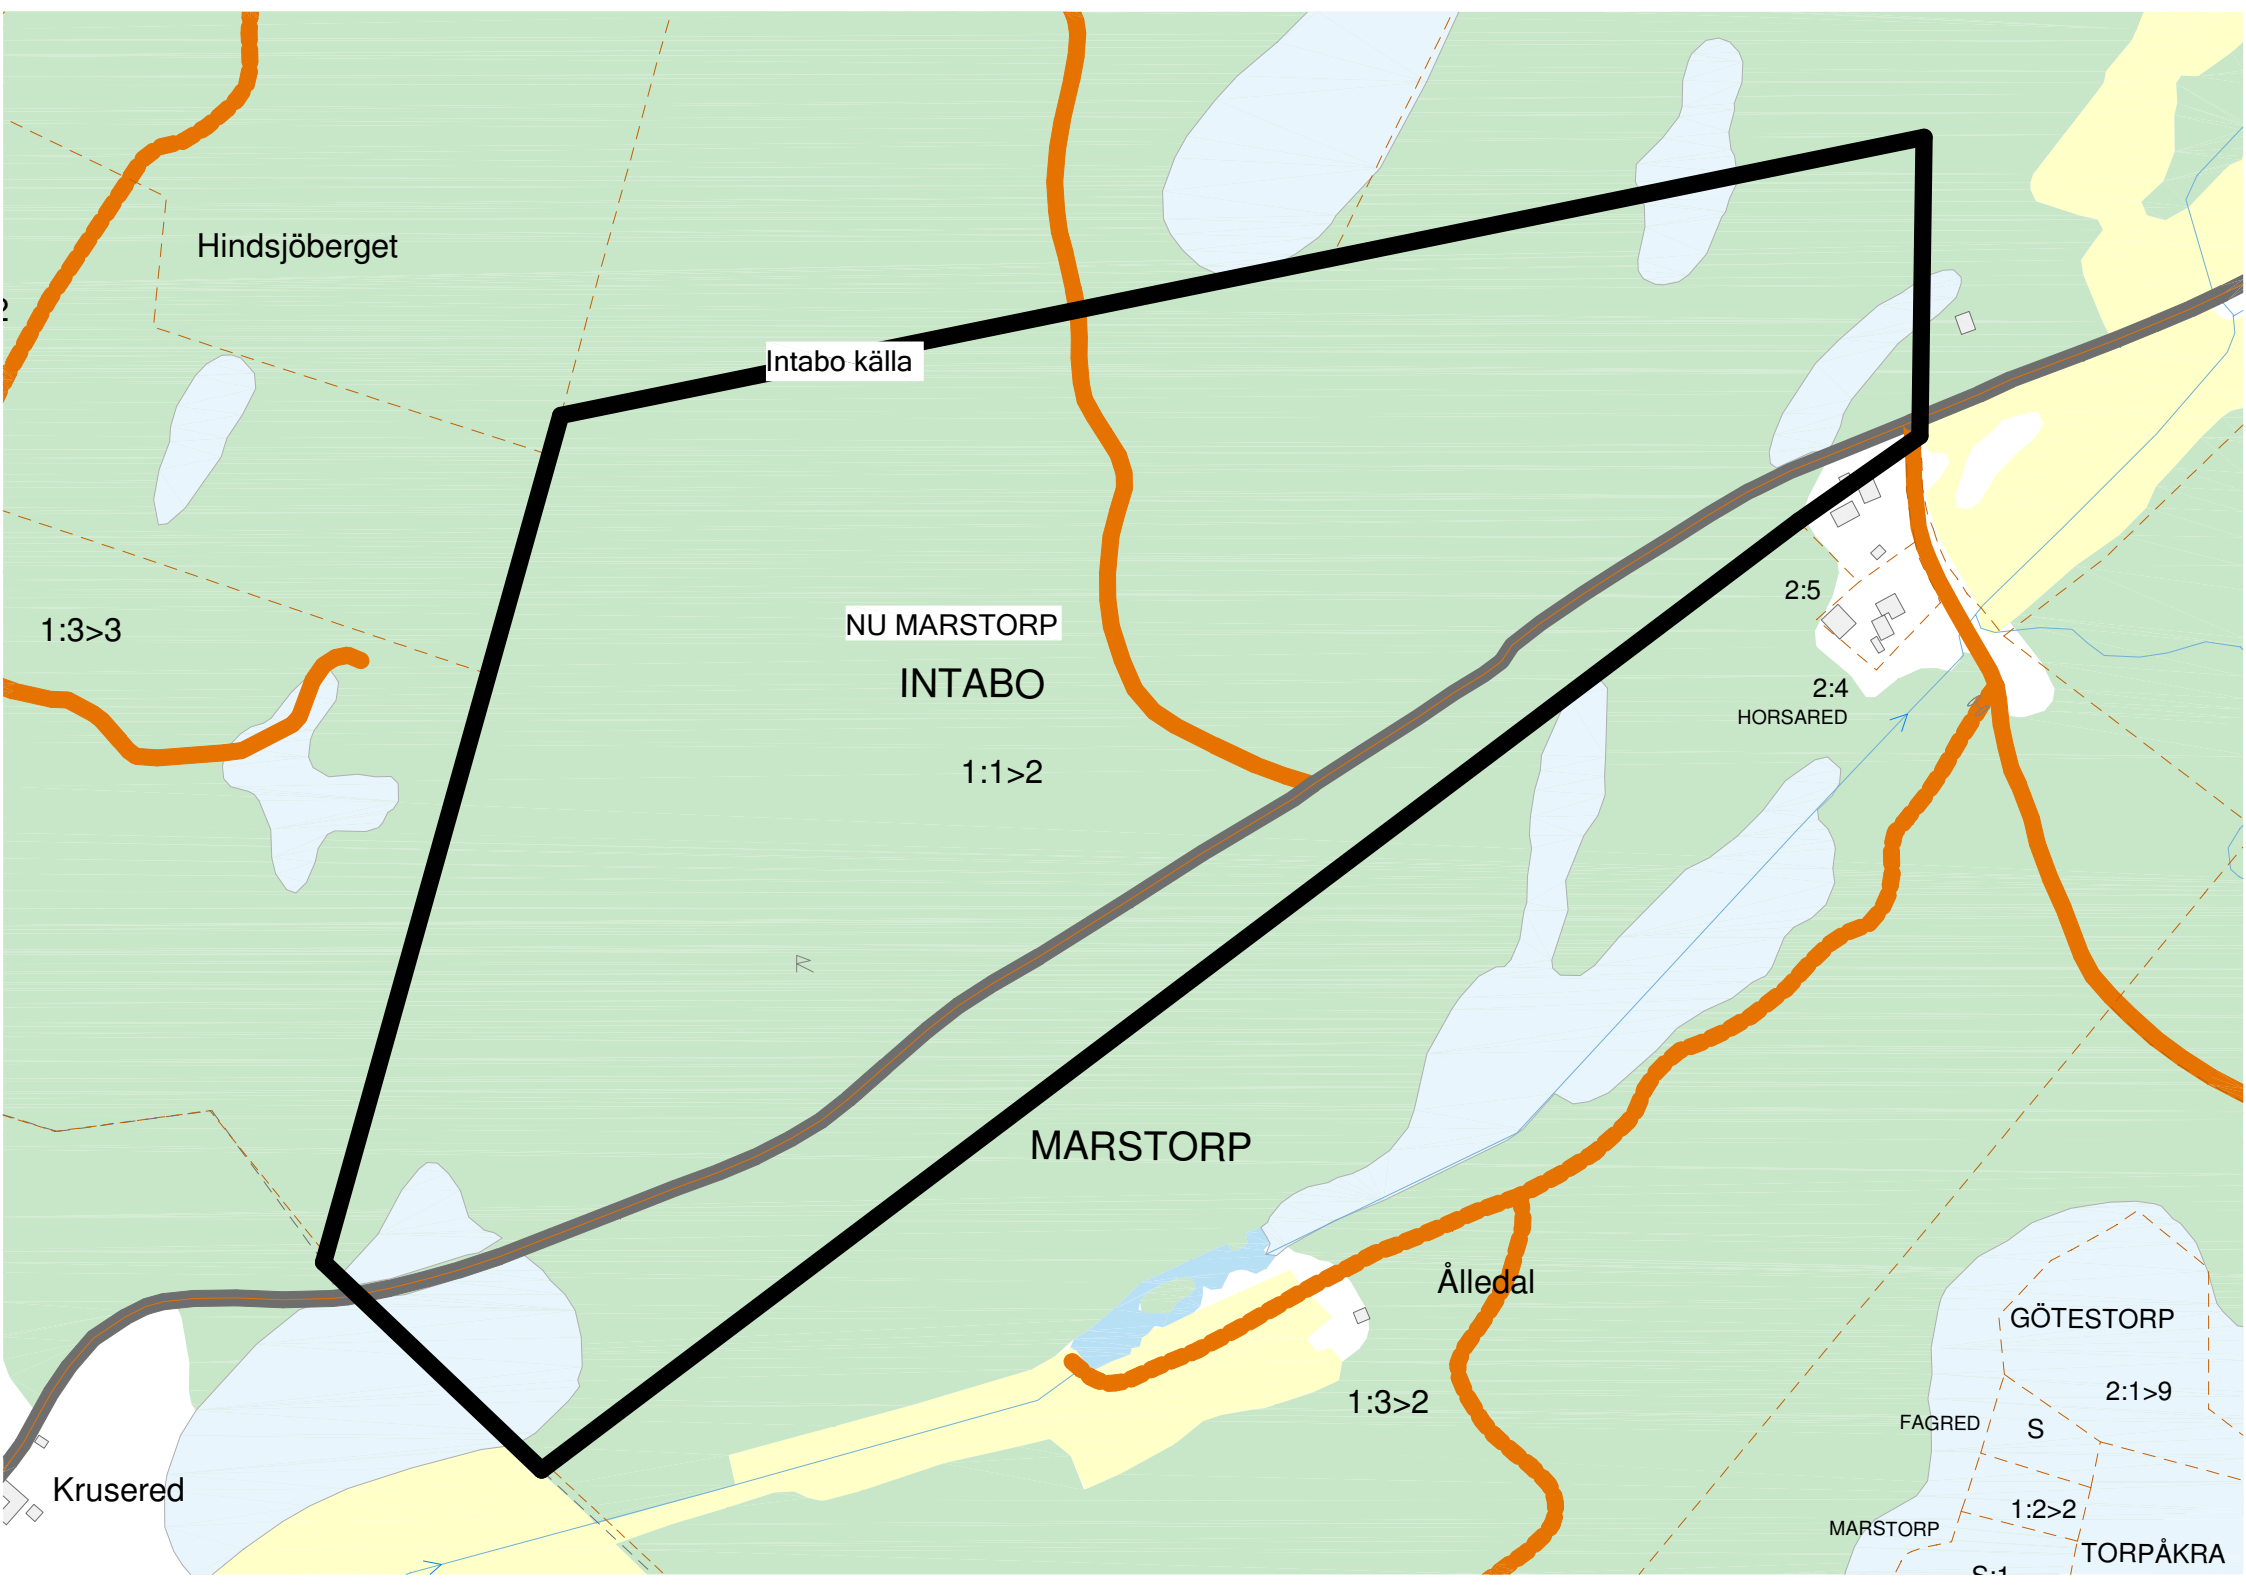 Hindsjöberget
Intabo källa
1:3>3
NU MARSTORP
INTABO
1:1>2
2:5
2:4
HORSARED
MARSTORP
Ålledal
1:3>2
Krusered
GÖTESTORP
2:1>9
FAGRED
S
1:2>2
MARSTORP
TORPÅKRA
S:1